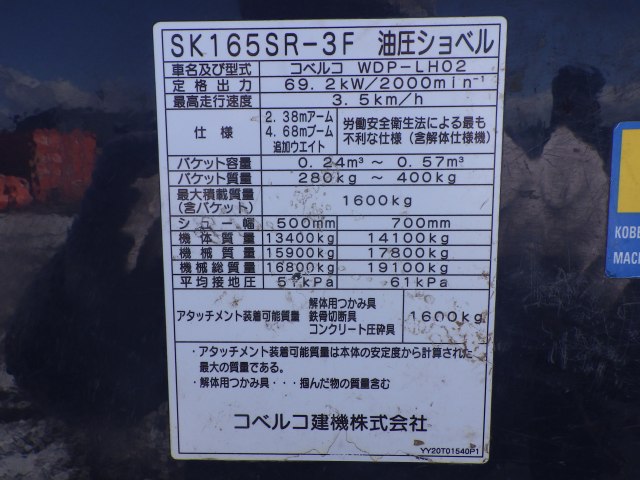 SK165SR-3F 油圧ショベル
車名及び型式 コベルコ WDP-LH02
定格出力 69.2kW/2000min⁻¹
最高走行速度 3.5km/h
仕様 2.38mアーム 4.68mブーム 追加ウエイト 労働安全衛生法による最も不利な仕様(含解体仕様機)
バケット容量 0.24m³ ~ 0.57m³
バケット質量 280kg ~ 400kg
最大積載質量
(含バケット) 1600kg
シュー幅 500mm 700mm
機体質量 13400kg 14100kg
機械質量 15900kg 17800kg
機械総質量 16800kg 19100kg
平均接地圧 kPa 61kPa
アタッチメント装着可能質量 解体用つかみ具 鉄骨切断具 コンクリート圧砕具 1600kg
・アタッチメント装着可能質量は本体の安定度から計算された
最大の質量である。
・解体用つかみ具・・・掴んだ物の質量含む
コベルコ建機株式会社
YY20T01540P1
KOBE
MAC